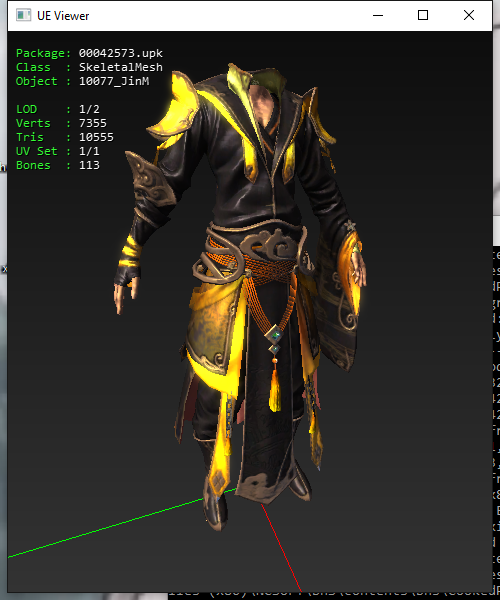 UE Viewer
Package: 00042573.upk
Class : SkeletalMesh
Object : 10077_JinM
LOD : 1/2
Verts : 7355
Tris : 10555
UV Set : 1/1
Bones : 113